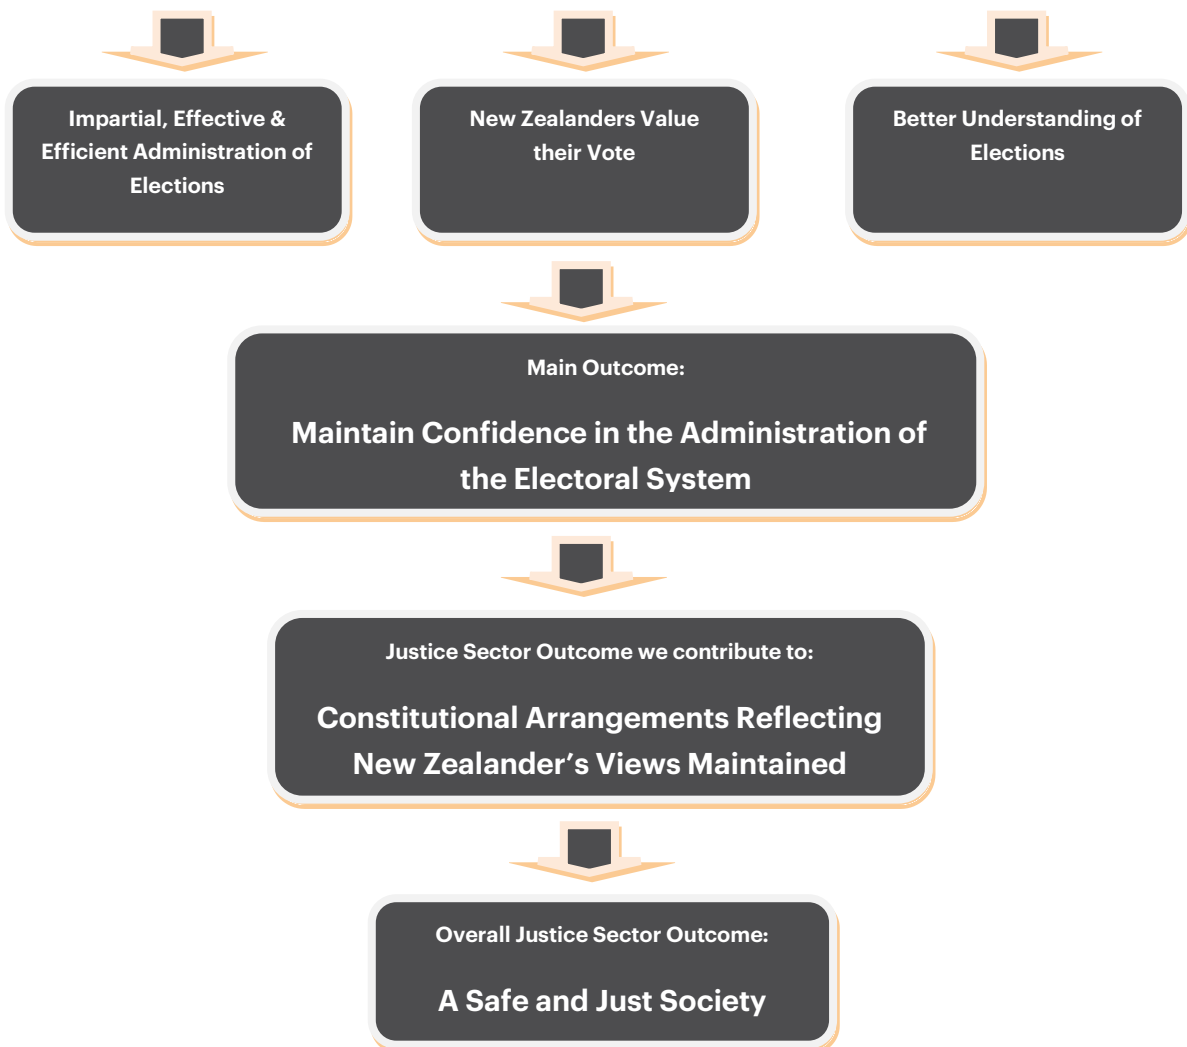 Impartial, Effective &
Efficient Administration of
Elections
New Zealanders Value
their Vote
Better Understanding of
Elections
Main Outcome:
Maintain Confidence in the Administration of
the Electoral System
Justice Sector Outcome we contribute to:
Constitutional Arrangements Reflecting
New Zealander’s Views Maintained
Overall Justice Sector Outcome:
A Safe and Just Society